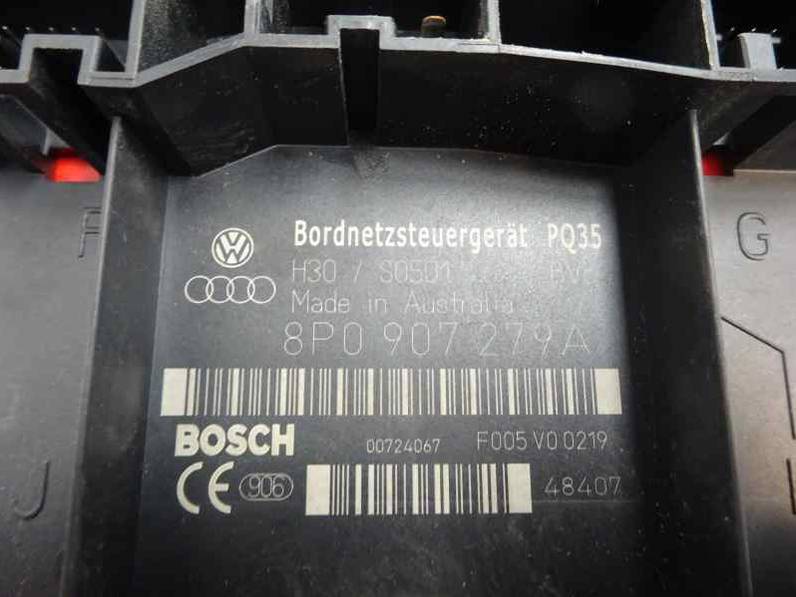 F
G
Bordnetzsteuergerät PQ35
H30 / S0501
Made in Australia
8P0 907 279A
BOSCH 00724067 F005 V0 0219
CE 906 48407
J